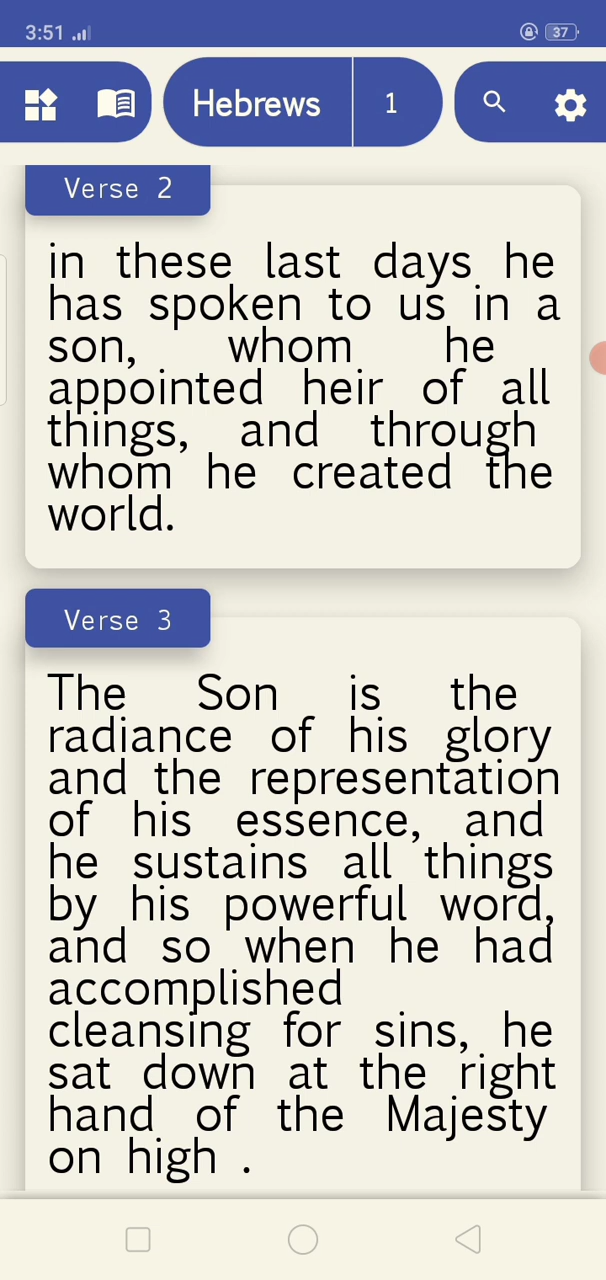 3:51 37
Hebrews 1
Verse 2
in these last days he
has spoken to us in a
son, whom he
appointed heir of all
things, and through
whom he created the
world.
Verse 3
The Son is the
radiance of his glory
and the representation
of his essence, and
he sustains all things
by his powerful word,
and so when he had
accomplished
cleansing for sins, he
sat down at the right
hand of the Majesty
on high .